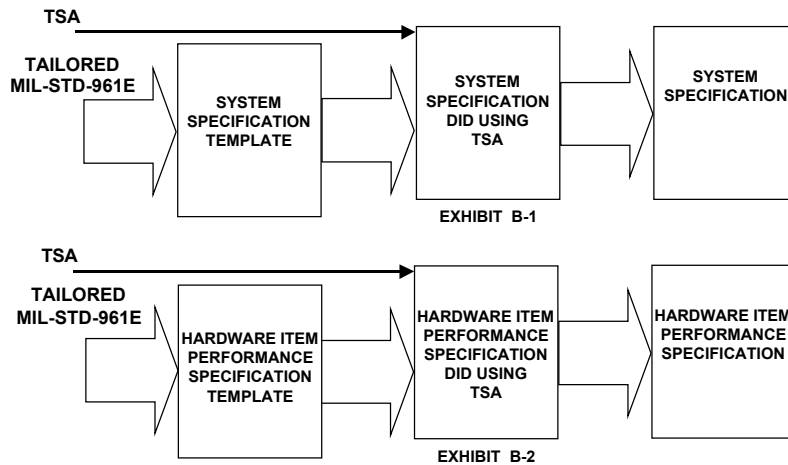 TSA
TAILORED
MIL-STD-961E
SYSTEM
SPECIFICATION
TEMPLATE
SYSTEM
SPECIFICATION
DID USING
TSA
SYSTEM
SPECIFICATION
EXHIBIT B-1
TSA
TAILORED
MIL-STD-961E
HARDWARE ITEM
PERFORMANCE
SPECIFICATION
TEMPLATE
HARDWARE ITEM
PERFORMANCE
SPECIFICATION
DID USING
TSA
HARDWARE ITEM
PERFORMANCE
SPECIFICATION
EXHIBIT B-2